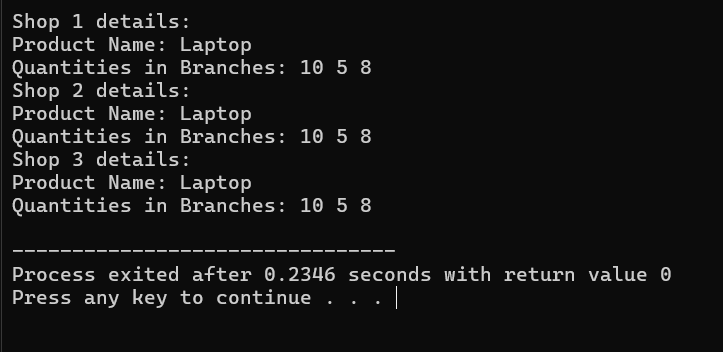 Shop 1 details:
Product Name: Laptop
Quantities in Branches: 10 5 8
Shop 2 details:
Product Name: Laptop
Quantities in Branches: 10 5 8
Shop 3 details:
Product Name: Laptop
Quantities in Branches: 10 5 8

--------------------------------
Process exited after 0.2346 seconds with return value 0
Press any key to continue . . .